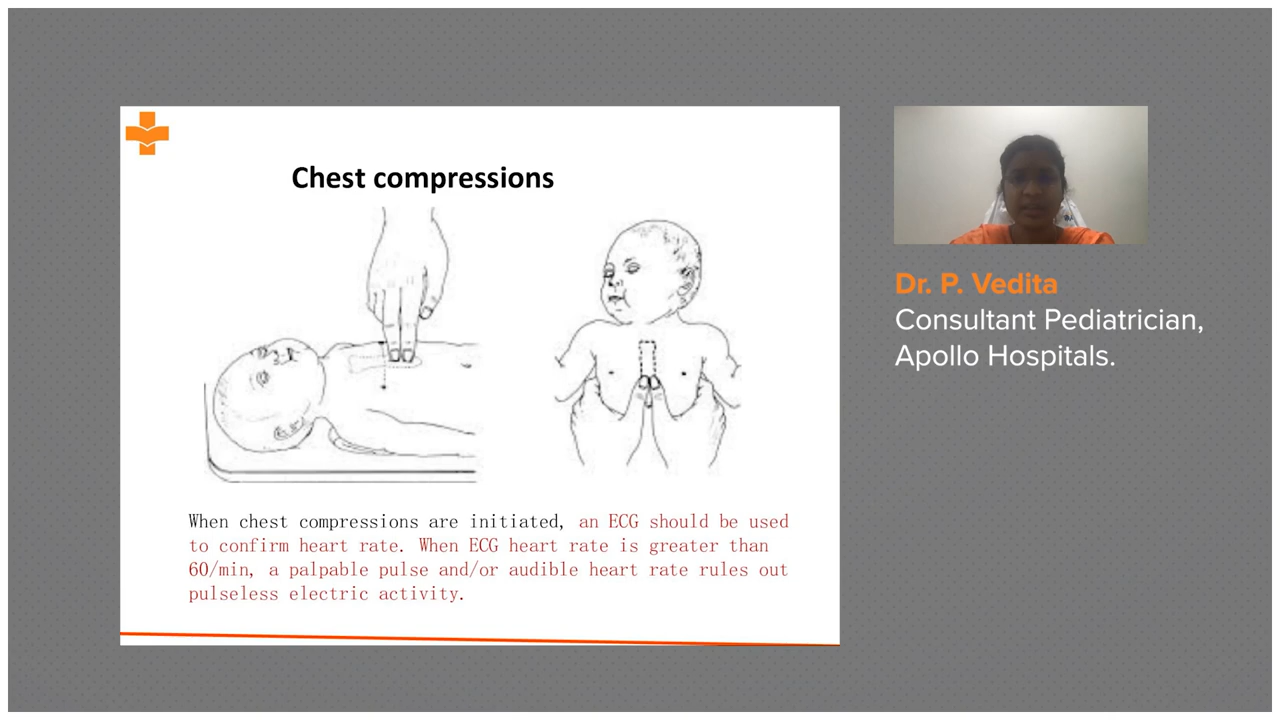 Chest compressions
When chest compressions are initiated, an ECG should be used
to confirm heart rate. When ECG heart rate is greater than
60/min, a palpable pulse and/or audible heart rate rules out
pulseless electric activity.
Dr. P. Vedita
Consultant Pediatrician,
Apollo Hospitals.